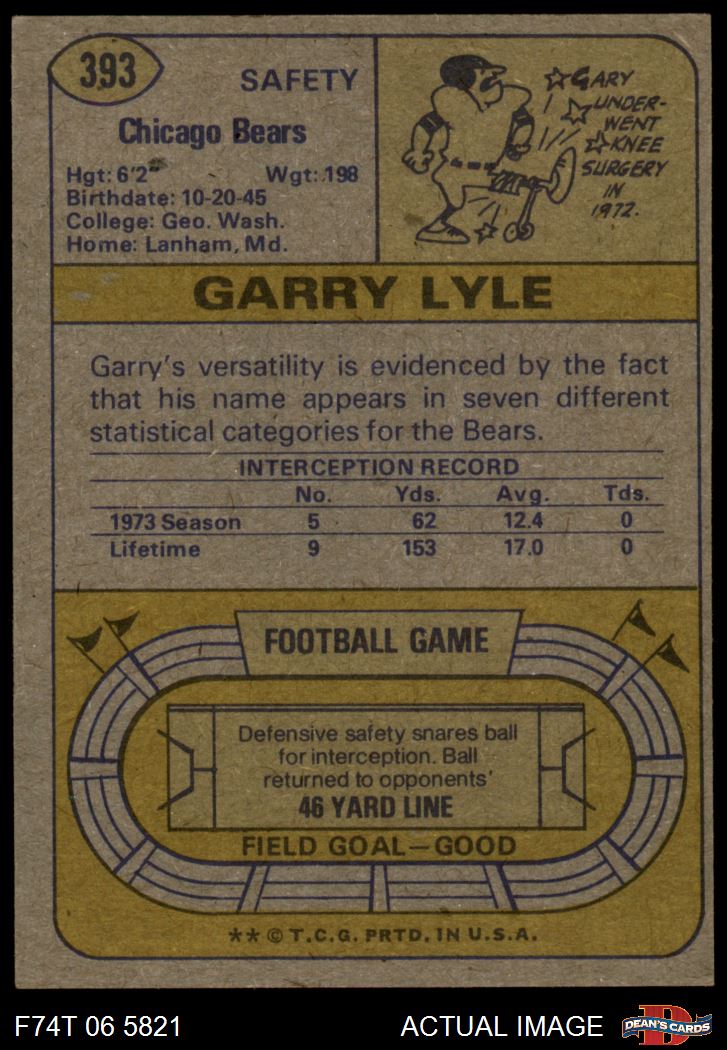 393
SAFETY
Chicago Bears
Hgt: 6'2" Wgt: 198
Birthdate: 10-20-45
College: Geo. Wash.
Home: Lanham, Md.
GARY
UNDER-
WENT
KNEE
SURGERY
IN
1972.
GARRY LYLE
Garry's versatility is evidenced by the fact
that his name appears in seven different
statistical categories for the Bears.
INTERCEPTION RECORD
No. Yds. Avg. Tds.
1973 Season 5 62 12.4 0
Lifetime 9 153 17.0 0
FOOTBALL GAME
Defensive safety snares ball
for interception. Ball
returned to opponents'
46 YARD LINE
FIELD GOAL—GOOD
** © T.C.G. PRTD. IN U.S.A.
F74T 06 5821 ACTUAL IMAGE
D
DEAN'S CARDS